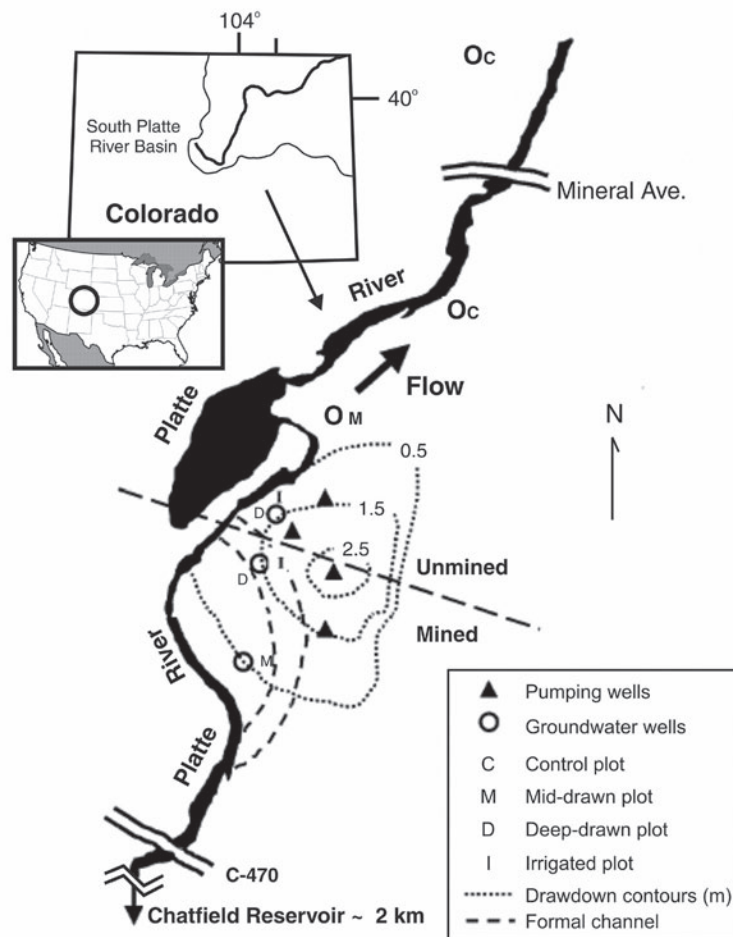 104°
40°
South Platte
River Basin
Colorado
Oc
Mineral Ave.
River
Oc
Flow
Platte
O M
N
0.5
1.5
2.5
I
D
D
I
Unmined
Mined
M
River
Platte
C-470
Chatfield Reservoir ~ 2 km
Pumping wells
Groundwater wells
C Control plot
M Mid-drawn plot
D Deep-drawn plot
I Irrigated plot
Drawdown contours (m)
Formal channel